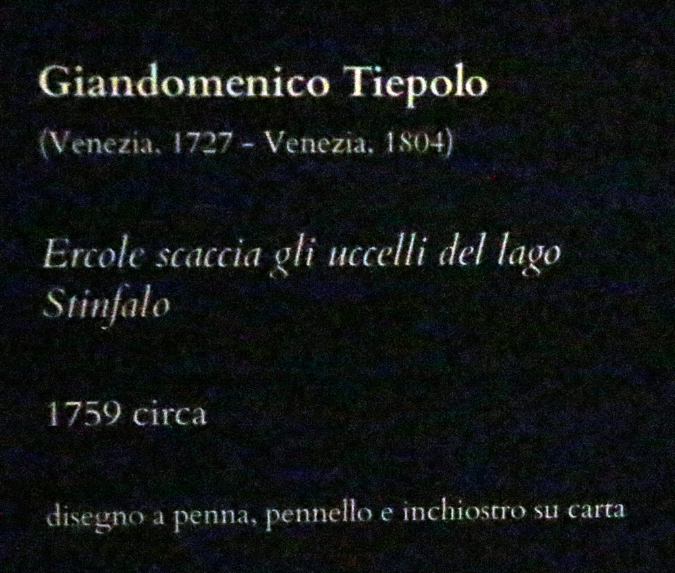 Giandomenico Tiepolo
(Venezia, 1727 - Venezia, 1804)
Ercole scaccia gli uccelli del lago
Stinfalo
1759 circa
disegno a penna, pennello e inchiostro su carta